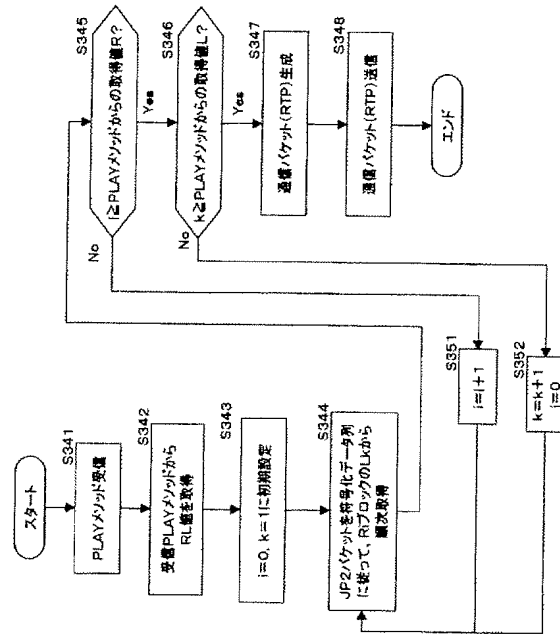 スタート
S341
PLAYメソッド受信
S342
受信PLAYメソッドから
RL値を取得
S343
i=0, k=1に初期設定
S344
JP2パケットを符号化データ列
に従って、RiブロックのLkから
順次取得
S345
i≧PLAYメソッドからの取得値R?
No
Yes
S346
k≧PLAYメソッドからの取得値L?
No
Yes
S347
通信パケット(RTP)生成
S348
通信パケット(RTP)送信
エンド
S351
i=i+1
S352
k=k+1
i=0